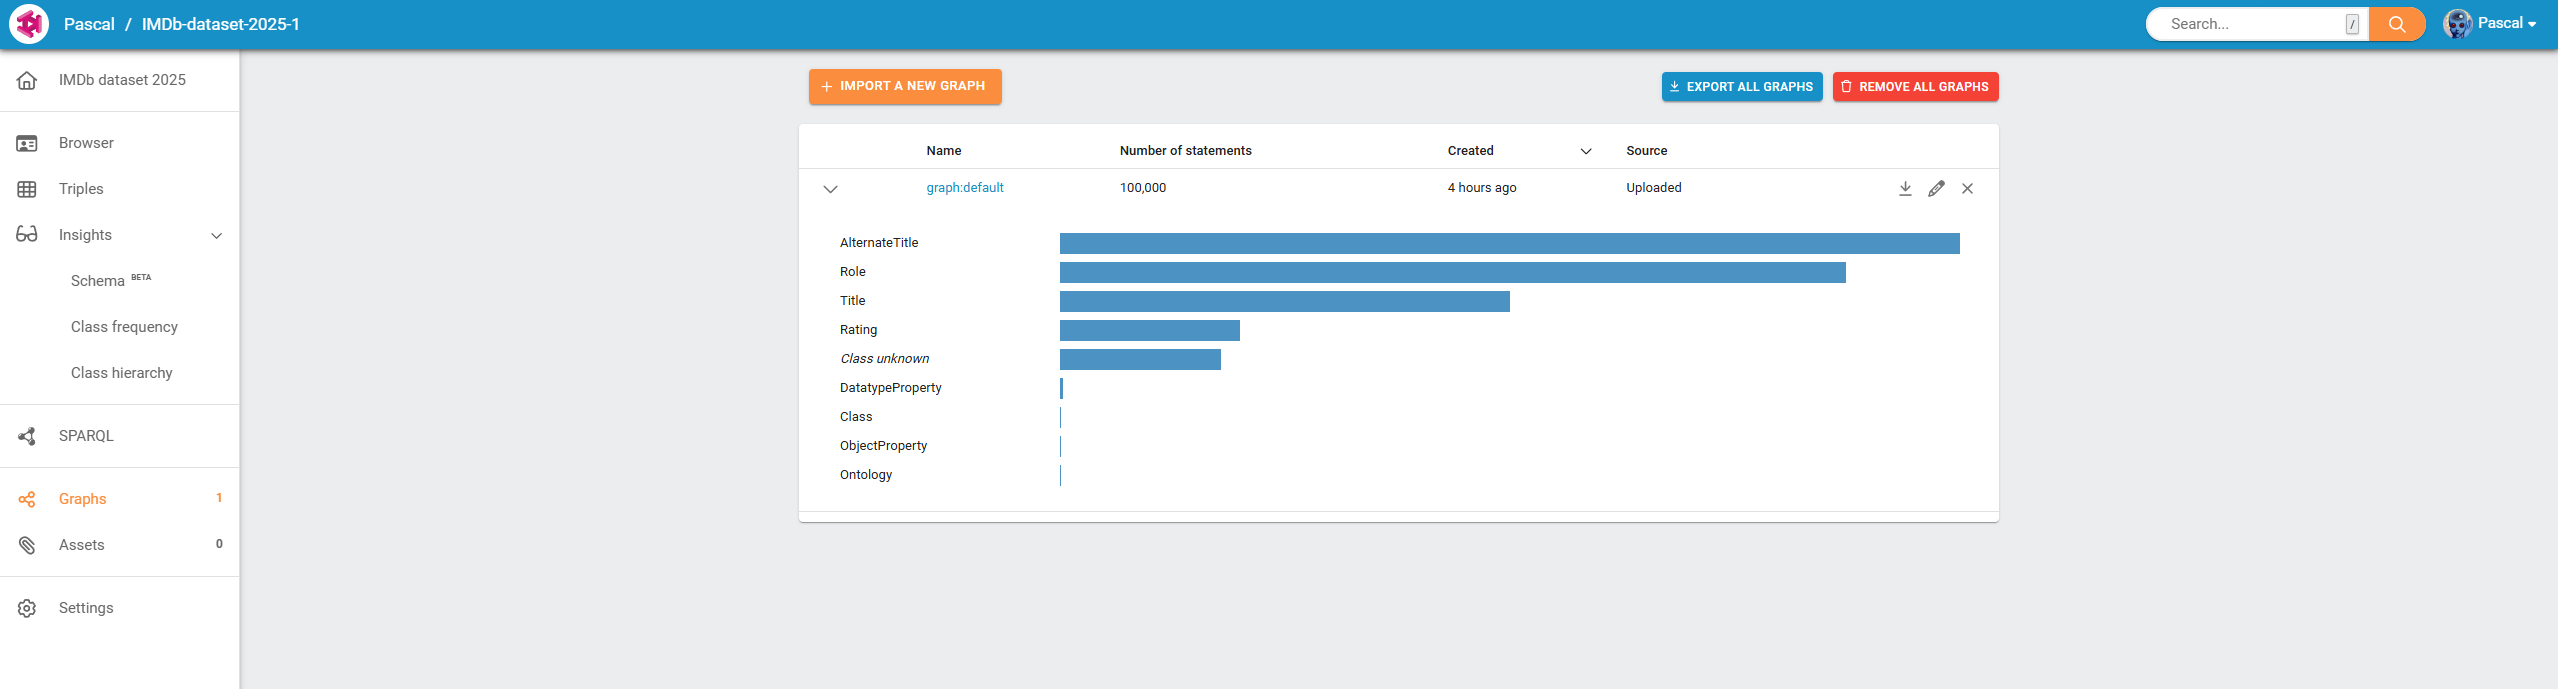 Pascal / IMDb-dataset-2025-1
Search... /
Pascal
IMDb dataset 2025
Browser
Triples
Insights
Schema BETA
Class frequency
Class hierarchy
SPARQL
Graphs 1
Assets 0
Settings
+ IMPORT A NEW GRAPH
EXPORT ALL GRAPHS
REMOVE ALL GRAPHS
Name Number of statements Created Source
graph:default 100,000 4 hours ago Uploaded
AlternateTitle
Role
Title
Rating
Class unknown
DatatypeProperty
Class
ObjectProperty
Ontology